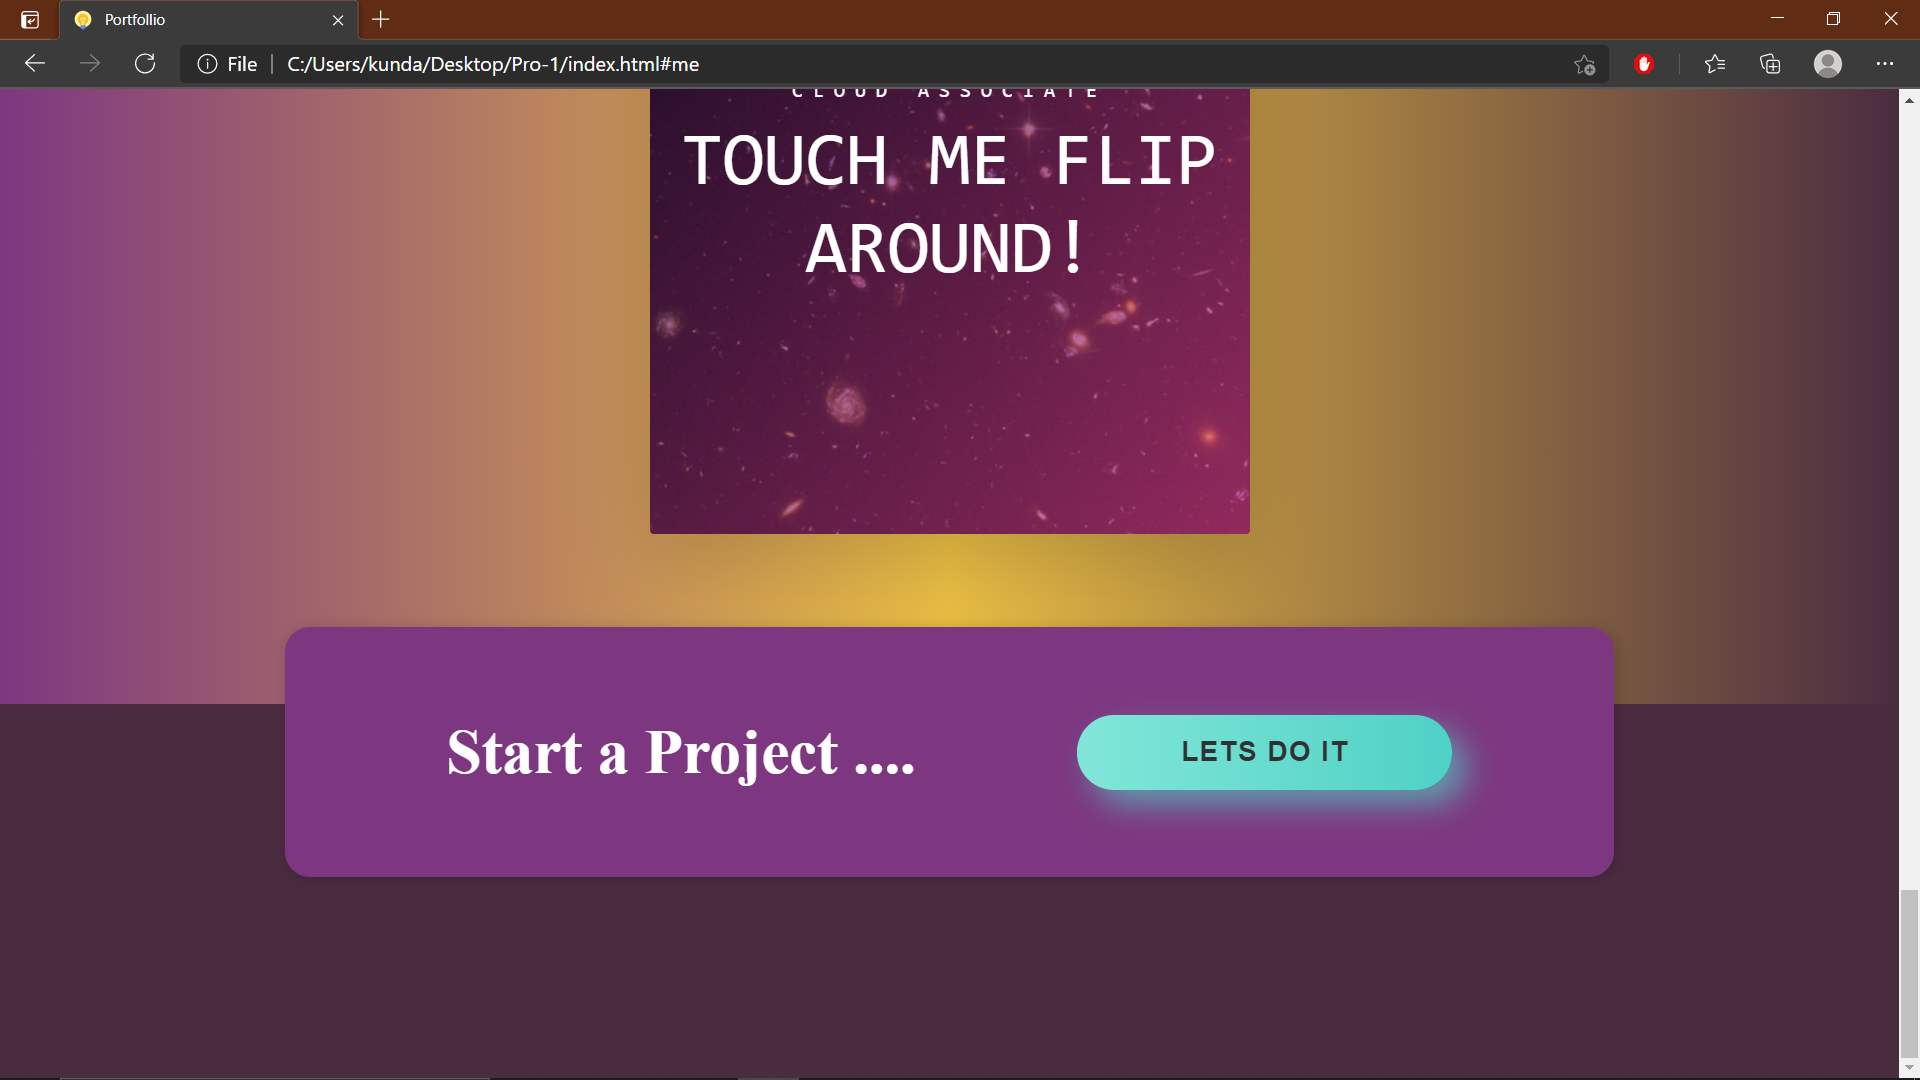 Portfollio
File
C:/Users/kunda/Desktop/Pro-1/index.html#me
CLOUD ASSOCIATE
TOUCH ME FLIP
AROUND!
Start a Project ....
LETS DO IT